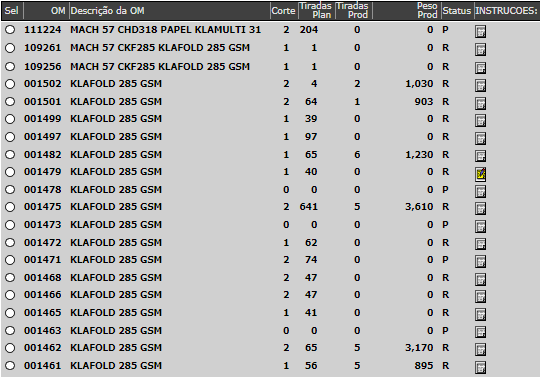 Sel OM Descrição da OM Corte Tiradas Plan Tiradas Prod Peso Prod Status INSTRUCOES:
111224 MACH 57 CHD318 PAPEL KLAMULTI 31 2 204 0 0 P
109261 MACH 57 CKF285 KLAFOLD 285 GSM 1 1 0 0 R
109256 MACH 57 CKF285 KLAFOLD 285 GSM 1 1 0 0 R
001502 KLAFOLD 285 GSM 2 4 2 1,030 R
001501 KLAFOLD 285 GSM 2 64 1 903 R
001499 KLAFOLD 285 GSM 1 39 0 0 R
001497 KLAFOLD 285 GSM 1 97 0 0 R
001482 KLAFOLD 285 GSM 1 65 6 1,230 R
001479 KLAFOLD 285 GSM 1 40 0 0 R
001478 KLAFOLD 285 GSM 0 0 0 0 P
001475 KLAFOLD 285 GSM 2 641 5 3,610 R
001473 KLAFOLD 285 GSM 0 0 0 0 P
001472 KLAFOLD 285 GSM 1 62 0 0 R
001471 KLAFOLD 285 GSM 2 74 0 0 P
001468 KLAFOLD 285 GSM 2 47 0 0 R
001466 KLAFOLD 285 GSM 2 47 0 0 R
001465 KLAFOLD 285 GSM 1 41 0 0 R
001463 KLAFOLD 285 GSM 0 0 0 0 P
001462 KLAFOLD 285 GSM 2 65 5 3,170 R
001461 KLAFOLD 285 GSM 1 56 5 895 R